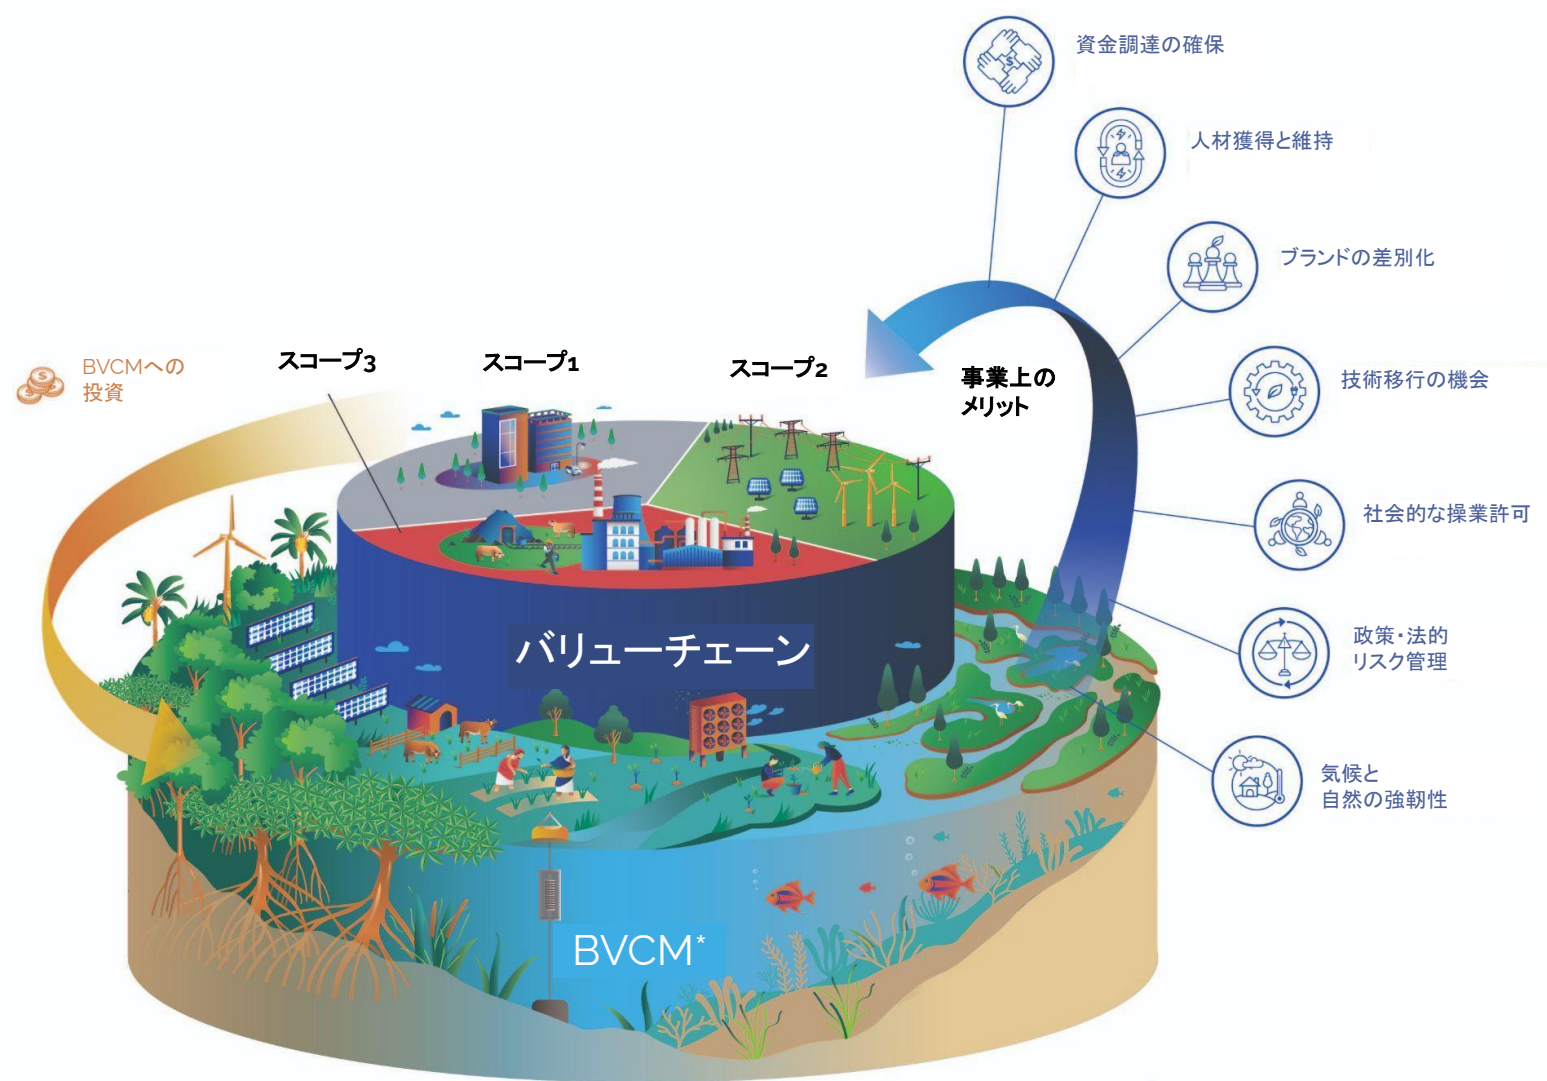 資金調達の確保
人材獲得と維持
ブランドの差別化
BVCMへの
投資
スコープ3
スコープ1
スコープ2
事業上の
メリット
技術移行の機会
社会的な操業許可
政策・法的
リスク管理
気候と
自然の強靭性
バリューチェーン
BVCM*